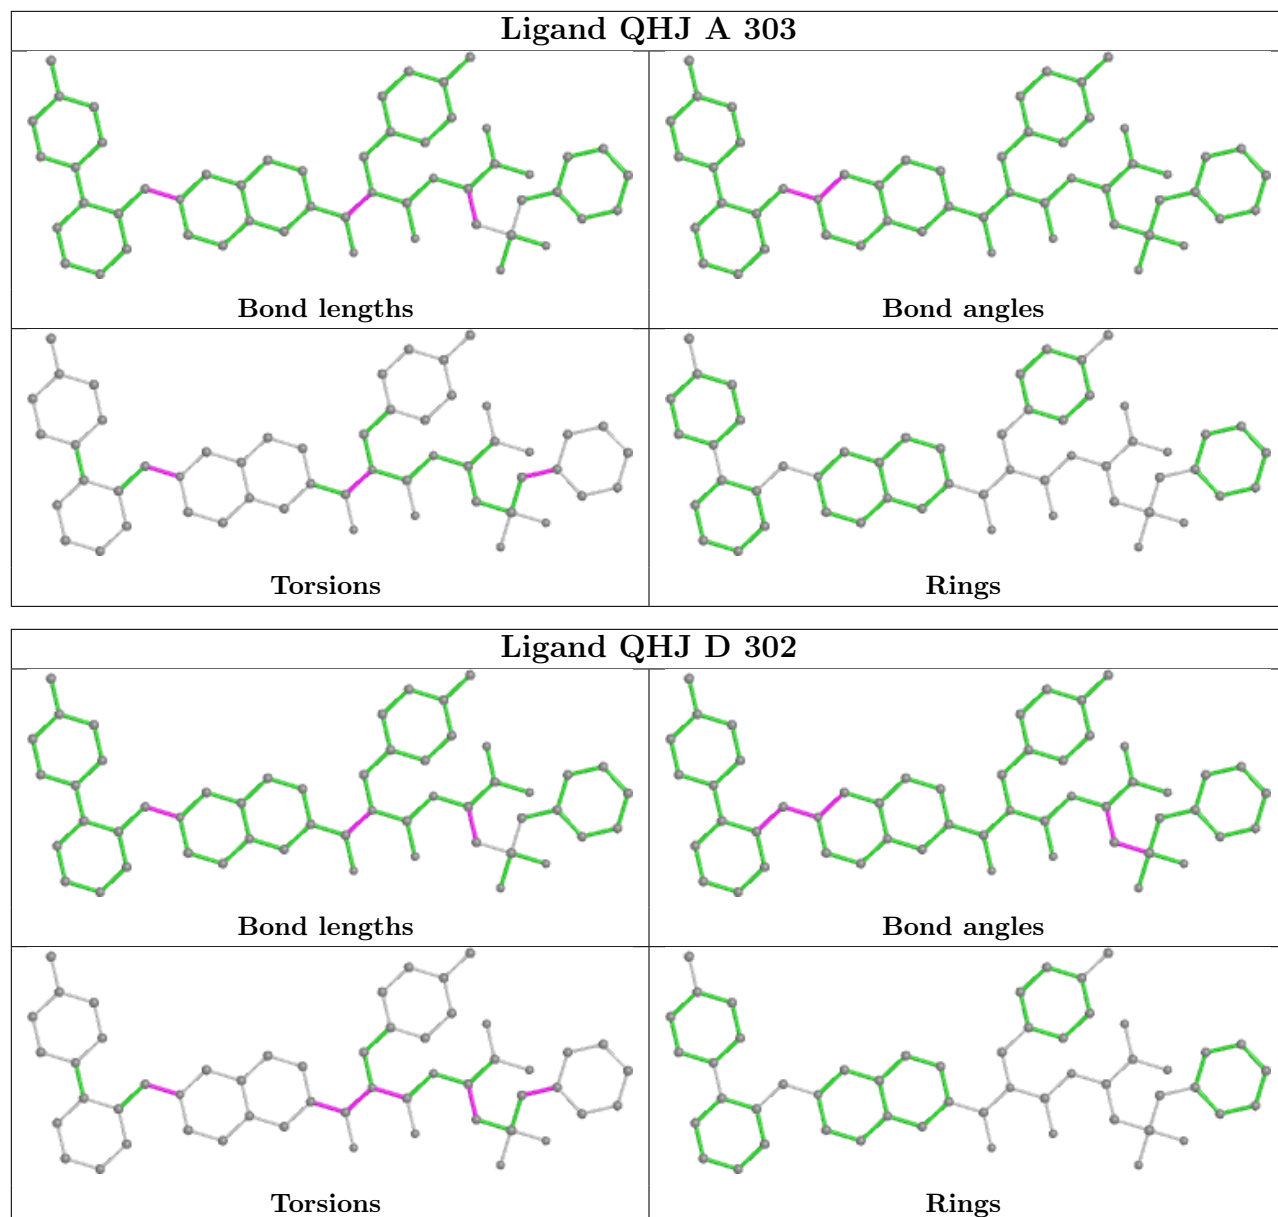 Ligand QHJ A 303
Bond lengths
Bond angles
Torsions
Rings
Ligand QHJ D 302
Bond lengths
Bond angles
Torsions
Rings